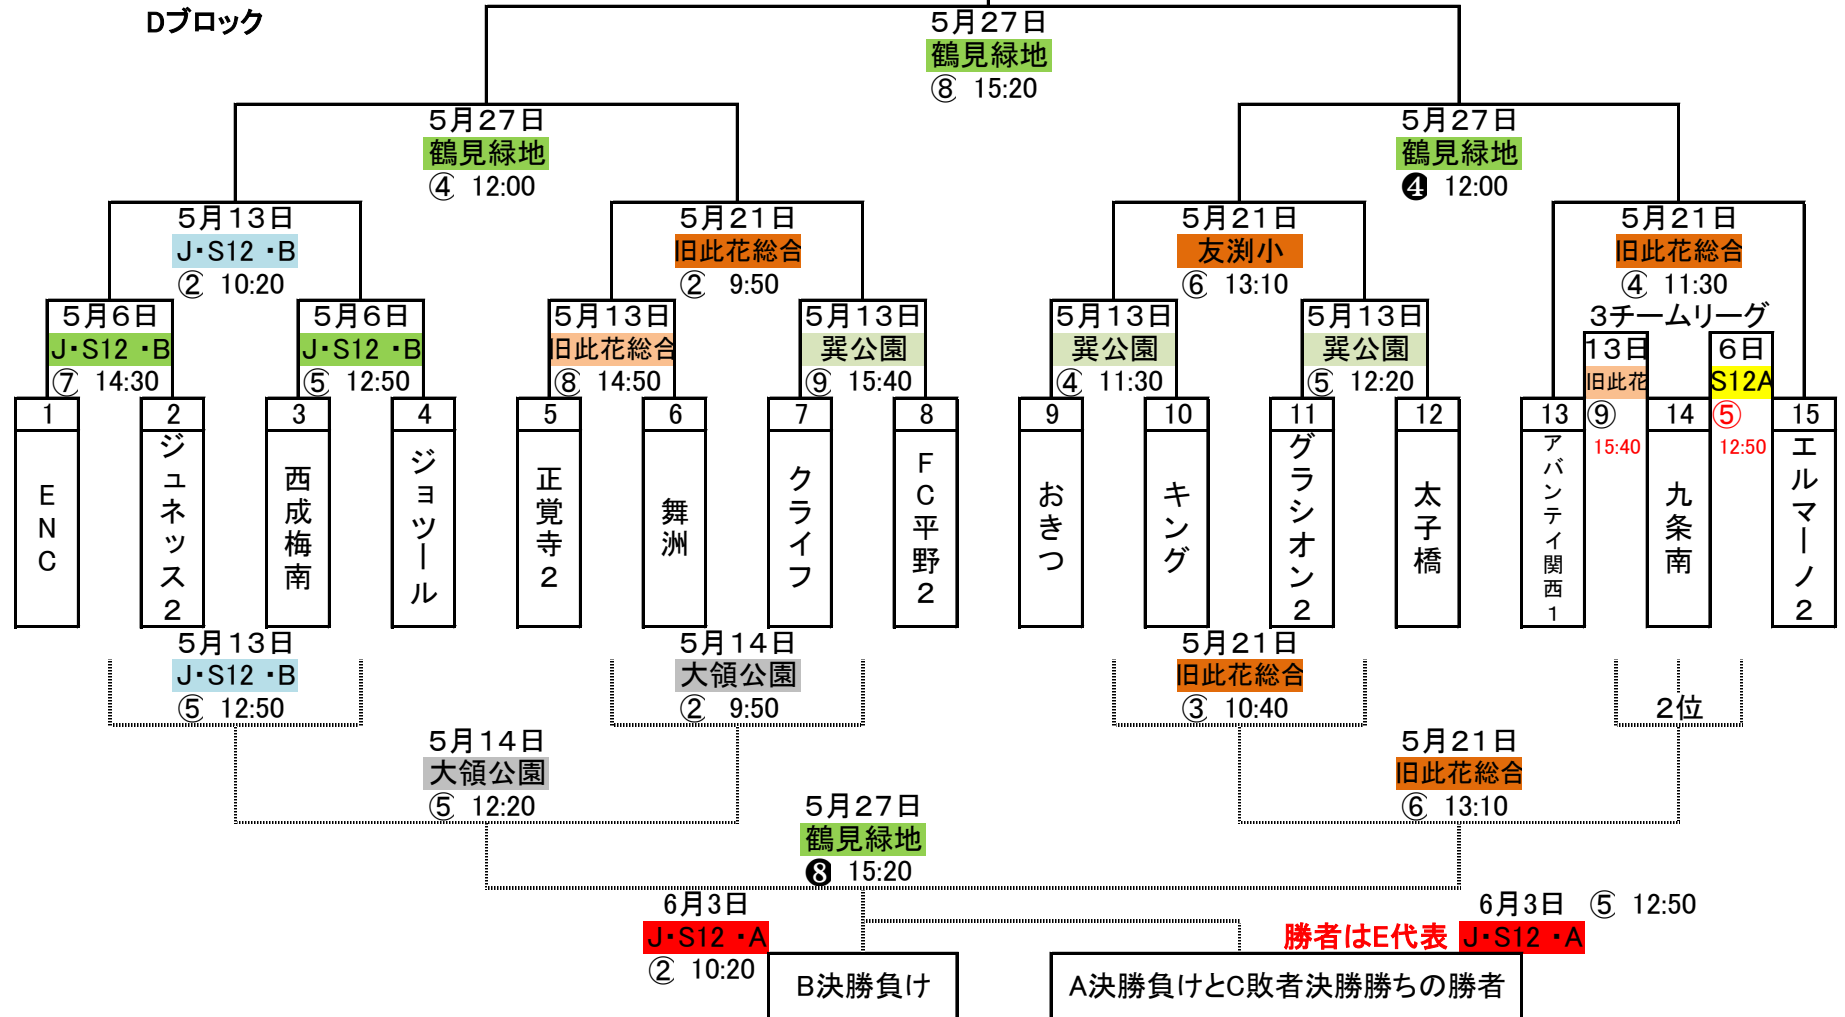 Dブロック
5月27日
鶴見緑地
⑧ 15:20
5月27日
鶴見緑地
④ 12:00
5月27日
鶴見緑地
❹ 12:00
5月13日
J・S12 ・B
② 10:20
5月21日
旧此花総合
② 9:50
5月21日
友渕小
⑥ 13:10
5月21日
旧此花総合
④ 11:30
3チームリーグ
5月6日
J・S12 ・B
⑦ 14:30
5月6日
J・S12 ・B
⑤ 12:50
5月13日
旧此花総合
⑧ 14:50
5月13日
巽公園
⑨ 15:40
5月13日
巽公園
④ 11:30
5月13日
巽公園
⑤ 12:20
13日
旧此花
⑨
15:40
6日
S12A
⑤
12:50
1
ENC
2
ジュネッス2
3
西成梅南
4
ジョツール
5
正覚寺2
6
舞洲
7
クライフ
8
FC平野2
9
おきつ
10
キング
11
グラシオン2
12
太子橋
13
アバンテイ関西1
14
九条南
15
エルマーノ2
5月13日
J・S12 ・B
⑤ 12:50
5月14日
大領公園
② 9:50
5月21日
旧此花総合
③ 10:40
2位
5月14日
大領公園
⑤ 12:20
5月21日
旧此花総合
⑥ 13:10
5月27日
鶴見緑地
❽ 15:20
6月3日
J・S12 ・A
② 10:20
6月3日 ⑤ 12:50
勝者はE代表 J・S12 ・A
B決勝負け
A決勝負けとC敗者決勝勝ちの勝者